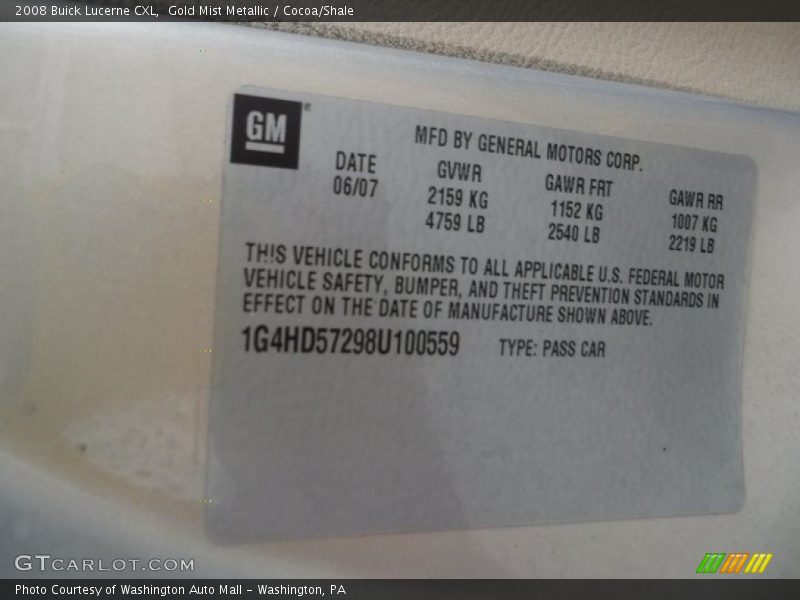 2008 Buick Lucerne CXL, Gold Mist Metallic / Cocoa/Shale
GM
MFD BY GENERAL MOTORS CORP.
DATE GVWR GAWR FRT GAWR RR
06/07 2159 KG 1152 KG 1007 KG
4759 LB 2540 LB 2219 LB
THIS VEHICLE CONFORMS TO ALL APPLICABLE U.S. FEDERAL MOTOR
VEHICLE SAFETY, BUMPER, AND THEFT PREVENTION STANDARDS IN
EFFECT ON THE DATE OF MANUFACTURE SHOWN ABOVE.
1G4HD57298U100559 TYPE: PASS CAR
GTCARLOT.COM
Photo Courtesy of Washington Auto Mall - Washington, PA